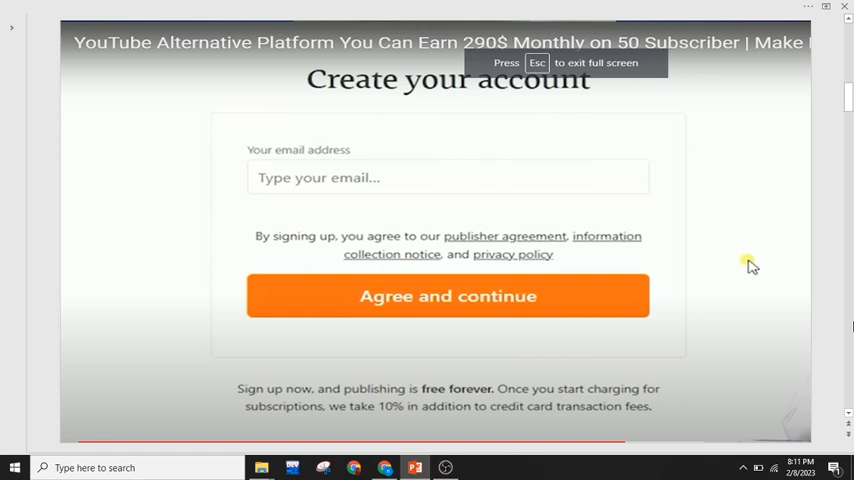 YouTube Alternative Platform You Can Earn 290$ Monthly on 50 Subscriber | Make
Press Esc to exit full screen
Create your account
Your email address
Type your email...
By signing up, you agree to our publisher agreement, information
collection notice, and privacy policy
Agree and continue
Sign up now, and publishing is free forever. Once you start charging for
subscriptions, we take 10% in addition to credit card transaction fees.
Type here to search
DEV
8:11 PM
2/8/2023